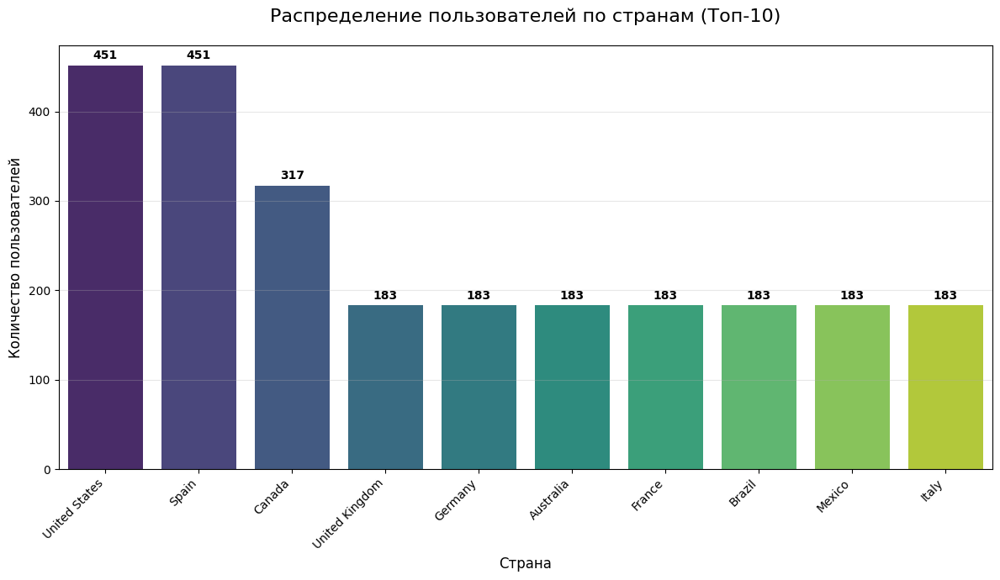 Распределение пользователей по странам (Топ-10)
Количество пользователей
400
300
200
100
0
451
451
317
183
183
183
183
183
183
183
United States
Spain
Canada
United Kingdom
Germany
Australia
France
Brazil
Mexico
Italy
Страна